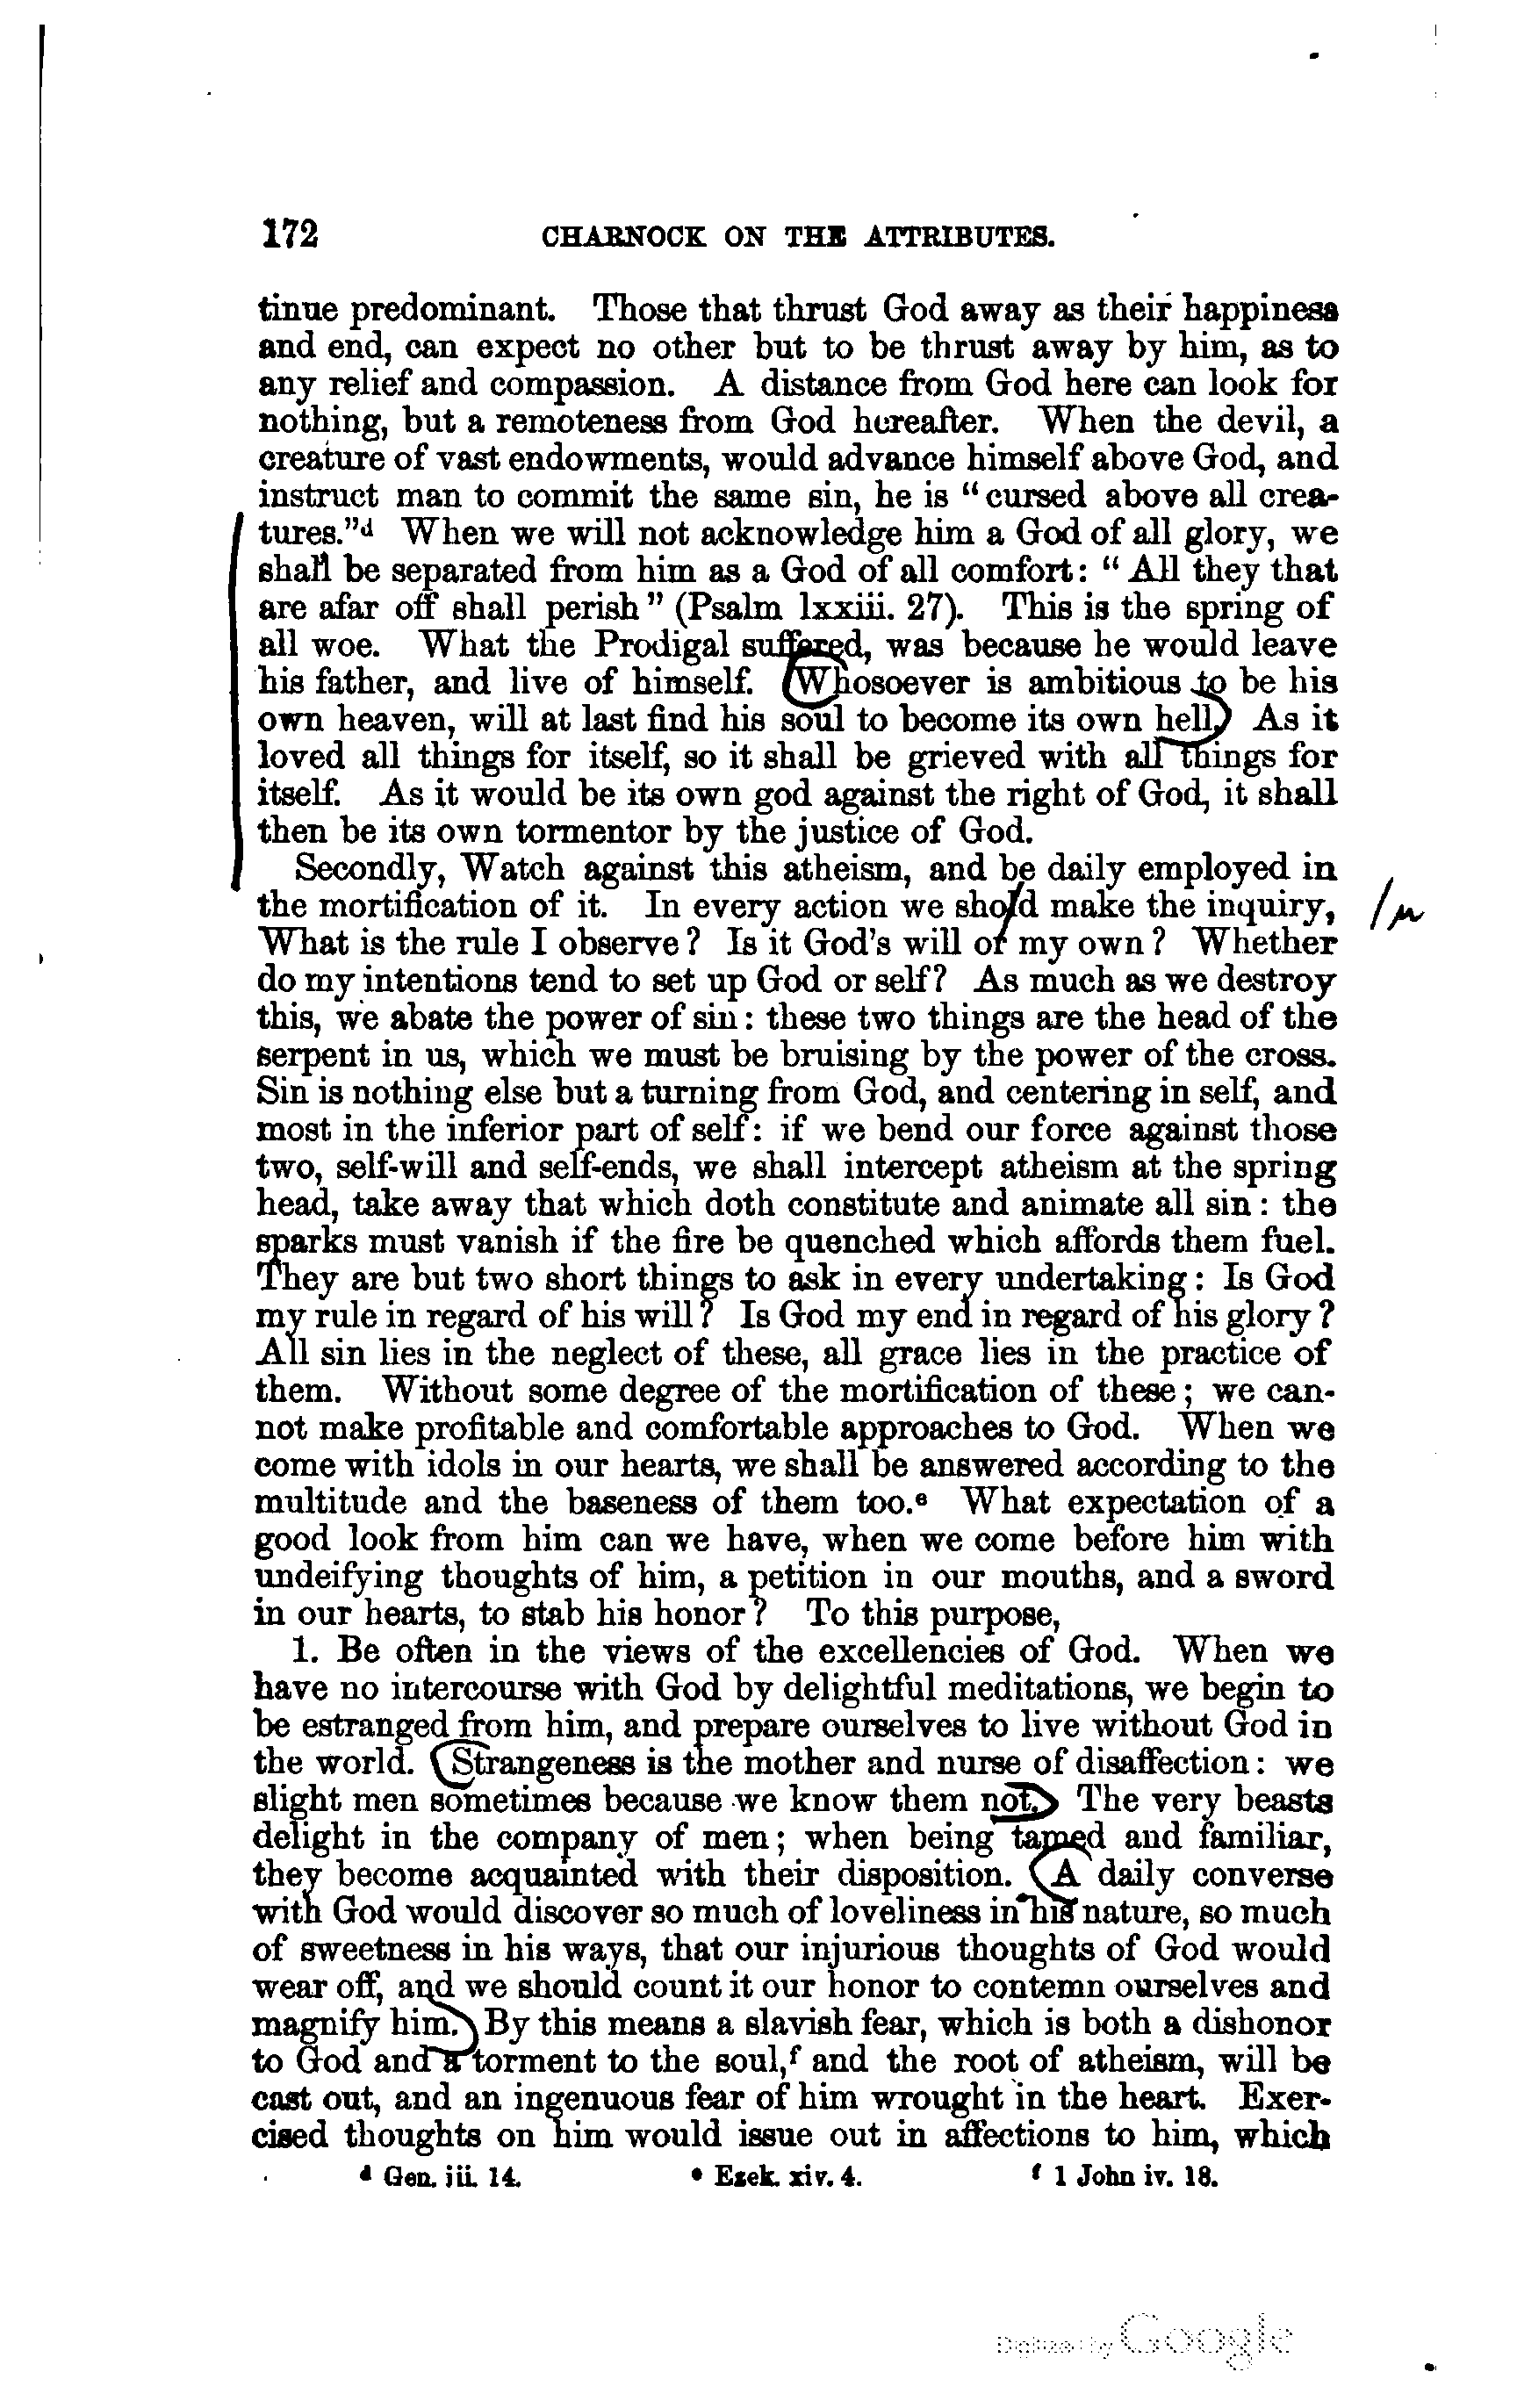 172 CHARNOCK ON THE ATTRIBUTES.
tinue predominant. Those that thrust God away as their happiness
and end, can expect no other but to be thrust away by him, as to
any relief and compassion. A distance from God here can look for
nothing, but a remoteness from God hereafter. When the devil, a
creature of vast endowments, would advance himself above God, and
instruct man to commit the same sin, he is “cursed above all crea-
tures.”d When we will not acknowledge him a God of all glory, we
shall be separated from him as a God of all comfort: “All they that
are afar off shall perish” (Psalm lxxiii. 27). This is the spring of
all woe. What the Prodigal suffered, was because he would leave
his father, and live of himself. (Whosoever is ambitious to be his
own heaven, will at last find his soul to become its own hell.) As it
loved all things for itself, so it shall be grieved with all things for
itself. As it would be its own god against the right of God, it shall
then be its own tormentor by the justice of God.
Secondly, Watch against this atheism, and be daily employed in
the mortification of it. In every action we shold make the inquiry, /u
What is the rule I observe? Is it God's will or my own? Whether
do my intentions tend to set up God or self? As much as we destroy
this, we abate the power of sin: these two things are the head of the
serpent in us, which we must be bruising by the power of the cross.
Sin is nothing else but a turning from God, and centering in self, and
most in the inferior part of self: if we bend our force against those
two, self-will and self-ends, we shall intercept atheism at the spring
head, take away that which doth constitute and animate all sin: the
sparks must vanish if the fire be quenched which affords them fuel.
They are but two short things to ask in every undertaking: Is God
my rule in regard of his will? Is God my end in regard of his glory?
All sin lies in the neglect of these, all grace lies in the practice of
them. Without some degree of the mortification of these; we can-
not make profitable and comfortable approaches to God. When we
come with idols in our hearts, we shall be answered according to the
multitude and the baseness of them too.e What expectation of a
good look from him can we have, when we come before him with
undeifying thoughts of him, a petition in our mouths, and a sword
in our hearts, to stab his honor? To this purpose,
1. Be often in the views of the excellencies of God. When we
have no intercourse with God by delightful meditations, we begin to
be estranged from him, and prepare ourselves to live without God in
the world. (Strangeness is the mother and nurse of disaffection: we
slight men sometimes because we know them not.) The very beasts
delight in the company of men; when being tamed and familiar,
they become acquainted with their disposition. (A daily converse
with God would discover so much of loveliness in his nature, so much
of sweetness in his ways, that our injurious thoughts of God would
wear off, and we should count it our honor to contemn ourselves and
magnify him.) By this means a slavish fear, which is both a dishonor
to God and a torment to the soul,f and the root of atheism, will be
cast out, and an ingenuous fear of him wrought in the heart. Exer-
cised thoughts on him would issue out in affections to him, which
d Gen. iii. 14. e Ezek. xiv. 4. f 1 John iv. 18.
Digitized by Google